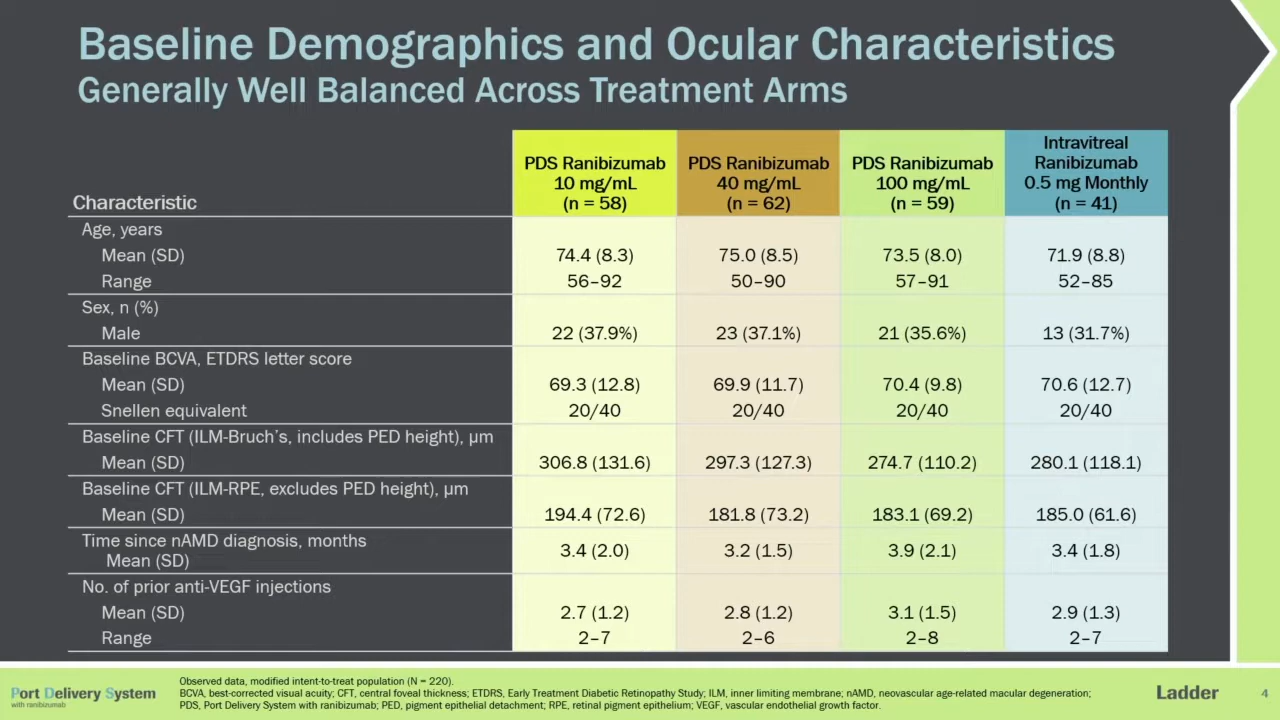 Baseline Demographics and Ocular Characteristics
Generally Well Balanced Across Treatment Arms
Characteristic
PDS Ranibizumab
10 mg/mL
(n = 58)
PDS Ranibizumab
40 mg/mL
(n = 62)
PDS Ranibizumab
100 mg/mL
(n = 59)
Intravitreal
Ranibizumab
0.5 mg Monthly
(n = 41)
Age, years
Mean (SD) 74.4 (8.3) 75.0 (8.5) 73.5 (8.0) 71.9 (8.8)
Range 56–92 50–90 57–91 52–85
Sex, n (%)
Male 22 (37.9%) 23 (37.1%) 21 (35.6%) 13 (31.7%)
Baseline BCVA, ETDRS letter score
Mean (SD) 69.3 (12.8) 69.9 (11.7) 70.4 (9.8) 70.6 (12.7)
Snellen equivalent 20/40 20/40 20/40 20/40
Baseline CFT (ILM-Bruch's, includes PED height), µm
Mean (SD) 306.8 (131.6) 297.3 (127.3) 274.7 (110.2) 280.1 (118.1)
Baseline CFT (ILM-RPE, excludes PED height), µm
Mean (SD) 194.4 (72.6) 181.8 (73.2) 183.1 (69.2) 185.0 (61.6)
Time since nAMD diagnosis, months
Mean (SD) 3.4 (2.0) 3.2 (1.5) 3.9 (2.1) 3.4 (1.8)
No. of prior anti-VEGF injections
Mean (SD) 2.7 (1.2) 2.8 (1.2) 3.1 (1.5) 2.9 (1.3)
Range 2–7 2–6 2–8 2–7
Port Delivery System
with ranibizumab
Observed data, modified intent-to-treat population (N = 220).
BCVA, best-corrected visual acuity; CFT, central foveal thickness; ETDRS, Early Treatment Diabetic Retinopathy Study; ILM, inner limiting membrane; nAMD, neovascular age-related macular degeneration;
PDS, Port Delivery System with ranibizumab; PED, pigment epithelial detachment; RPE, retinal pigment epithelium; VEGF, vascular endothelial growth factor.
Ladder 4